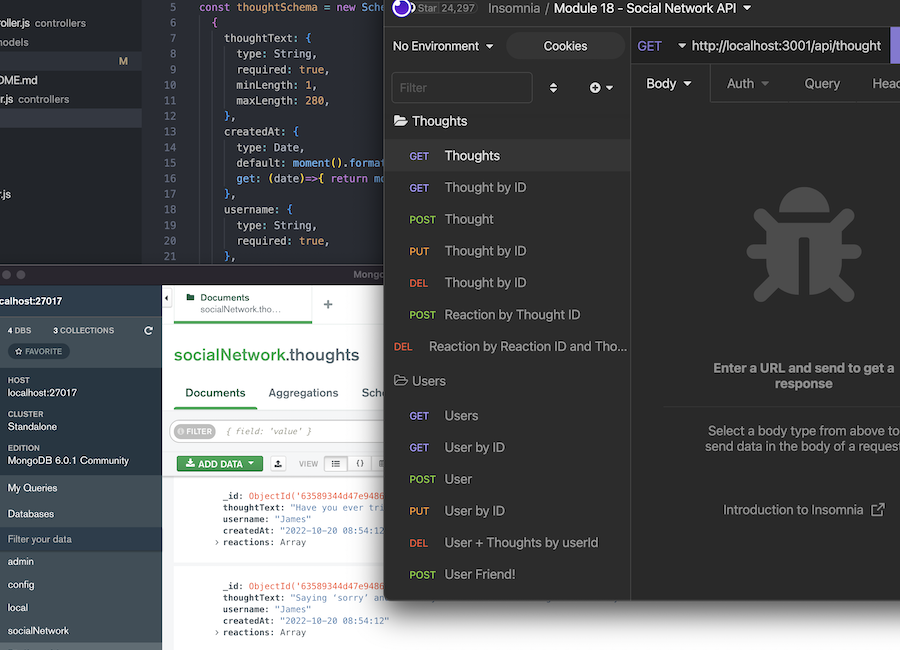 controllers
models
M
README.md
controllers
5 const thoughtSchema = new
6 {
7 thoughtText: {
8 type: String,
9 required: true,
10 minLength: 1,
11 maxLength: 280,
12 },
13 createdAt: {
14 type: Date,
15 default: moment().format
16 get: (date)=>{ return
17 },
18 username: {
19 type: String,
20 required: true,
21 },
Star 24,297
Insomnia / Module 18 - Social Network API
No Environment
Cookies
Filter
Thoughts
GET Thoughts
GET Thought by ID
POST Thought
PUT Thought by ID
DEL Thought by ID
POST Reaction by Thought ID
DEL Reaction by Reaction ID and Tho...
Users
GET Users
GET User by ID
POST User
PUT User by ID
DEL User + Thoughts by userId
POST User Friend!
GET http://localhost:3001/api/thought
Body Auth Query Head
Enter a URL and send to get a
response
Select a body type from above to
send data in the body of a request
Introduction to Insomnia
Mongo
localhost:27017
4 DBS 3 COLLECTIONS
FAVORITE
HOST
localhost:27017
CLUSTER
Standalone
EDITION
MongoDB 6.0.1 Community
My Queries
Databases
Filter your data
admin
config
local
socialNetwork
Documents
socialNetwork.tho...
+
socialNetwork.thoughts
Documents Aggregations Sche
FILTER { field: 'value' }
ADD DATA VIEW {}
_id: ObjectId('63589344d47e9486
thoughtText: "Have you ever tri
username: "James"
createdAt: "2022-10-20 08:54:12
reactions: Array
_id: ObjectId('63589344d47e9486
thoughtText: "Saying 'sorry' an
username: "James"
createdAt: "2022-10-20 08:54:12"
reactions: Array